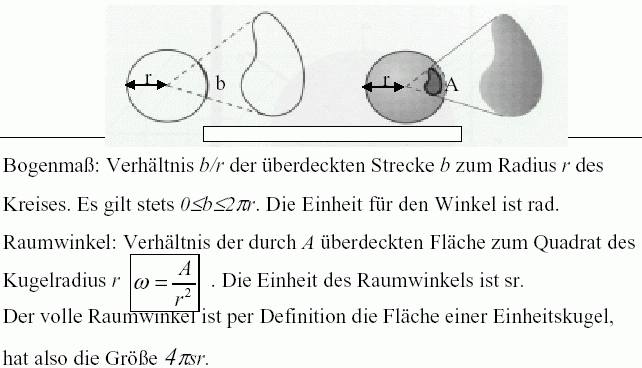 r b r A
Bogenmaß: Verhältnis b/r der überdeckten Strecke b zum Radius r des
Kreises. Es gilt stets 0≤b≤2πr. Die Einheit für den Winkel ist rad.
Raumwinkel: Verhältnis der durch A überdeckten Fläche zum Quadrat des
Kugelradius r ω = A/r² . Die Einheit des Raumwinkels ist sr.
Der volle Raumwinkel ist per Definition die Fläche einer Einheitskugel,
hat also die Größe 4πsr.